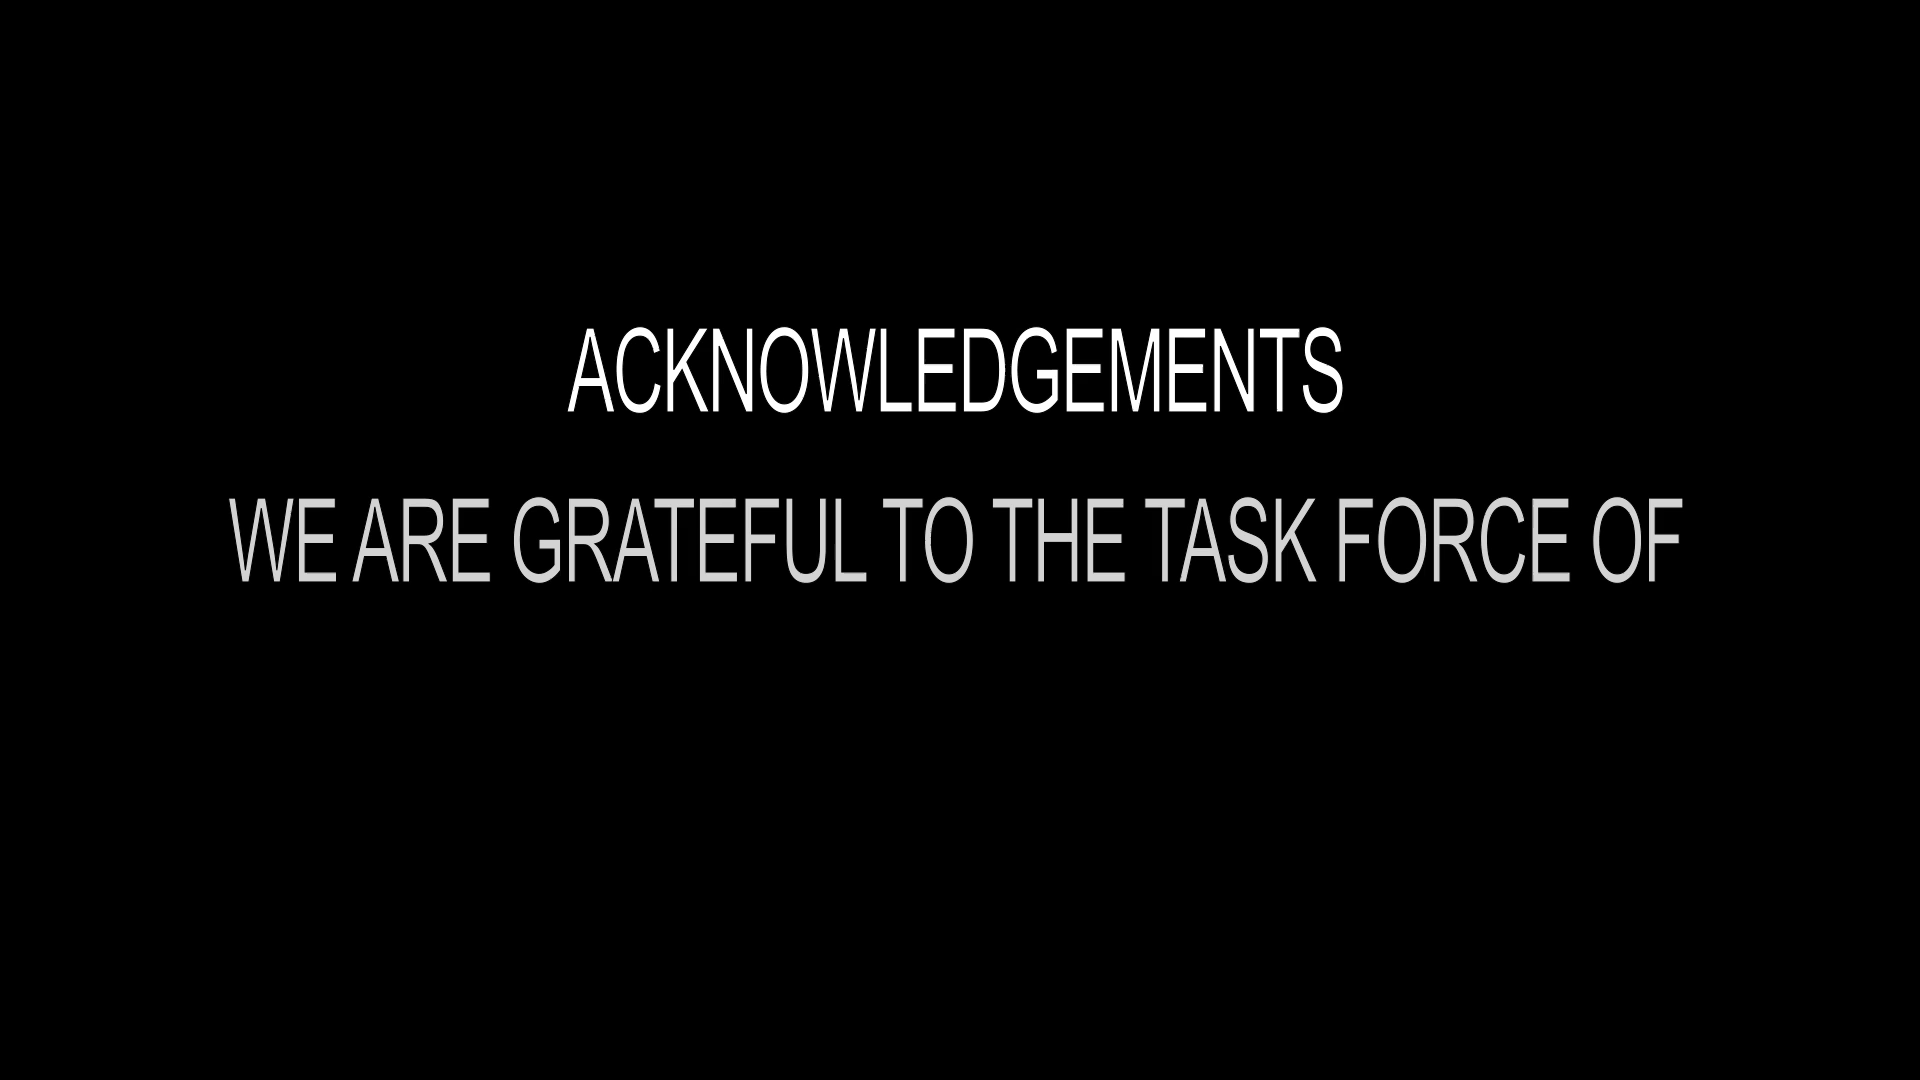 ACKNOWLEDGEMENTS
WE ARE GRATEFUL TO THE TASK FORCE OF